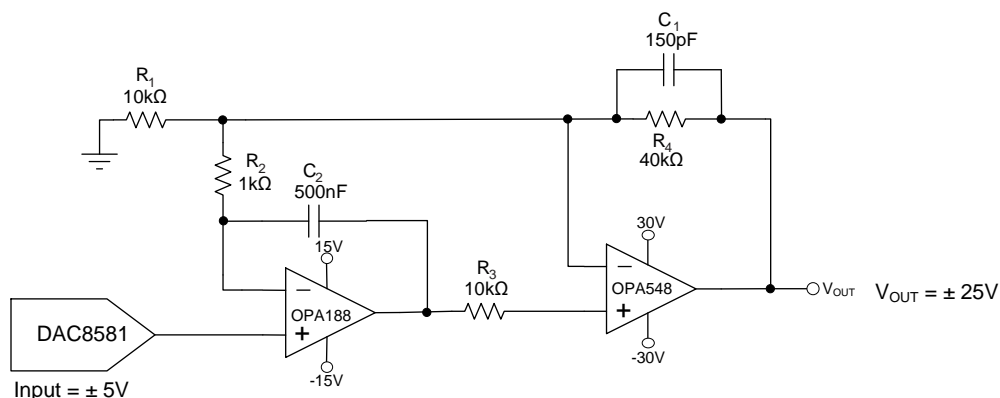 C1
150pF
R1
10kΩ
R4
40kΩ
R2
1kΩ
C2
500nF
15V
30V
R3
10kΩ
−
OPA188
+
−
OPA548
+
VOUT
VOUT = ± 25V
DAC8581
-15V
-30V
Input = ± 5V